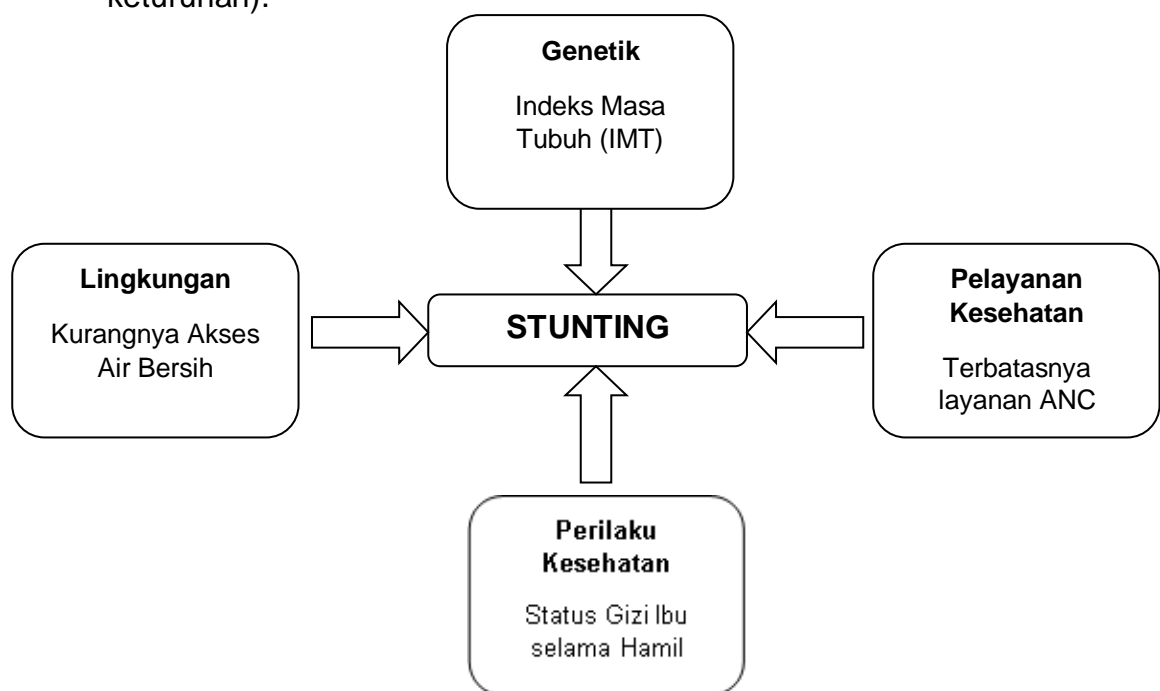 keturunan).
Genetik
Indeks Masa
Tubuh (IMT)
Lingkungan
Kurangnya Akses
Air Bersih
STUNTING
Pelayanan
Kesehatan
Terbatasnya
layanan ANC
Perilaku
Kesehatan
Status Gizi Ibu
selama Hamil